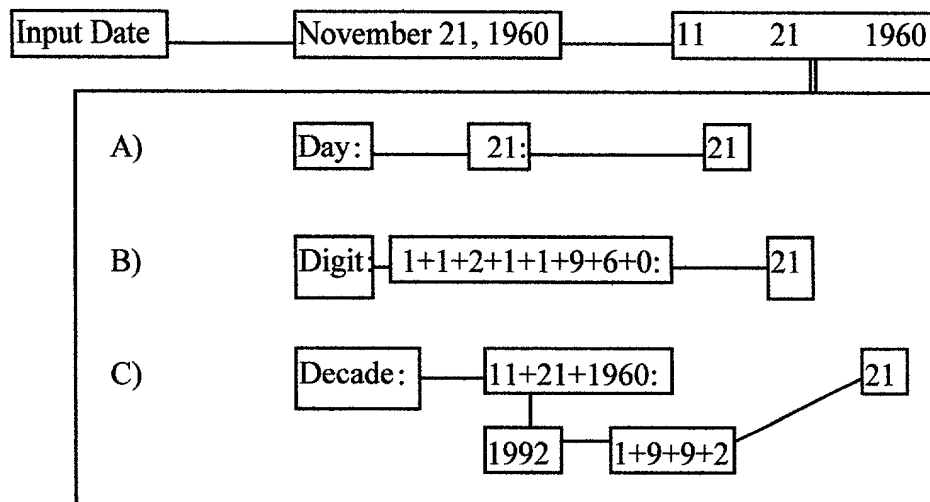 Input Date November 21, 1960 11 21 1960
A) Day: 21: 21
B) Digit: 1+1+2+1+1+9+6+0: 21
C) Decade: 11+21+1960: 21
1992 1+9+9+2